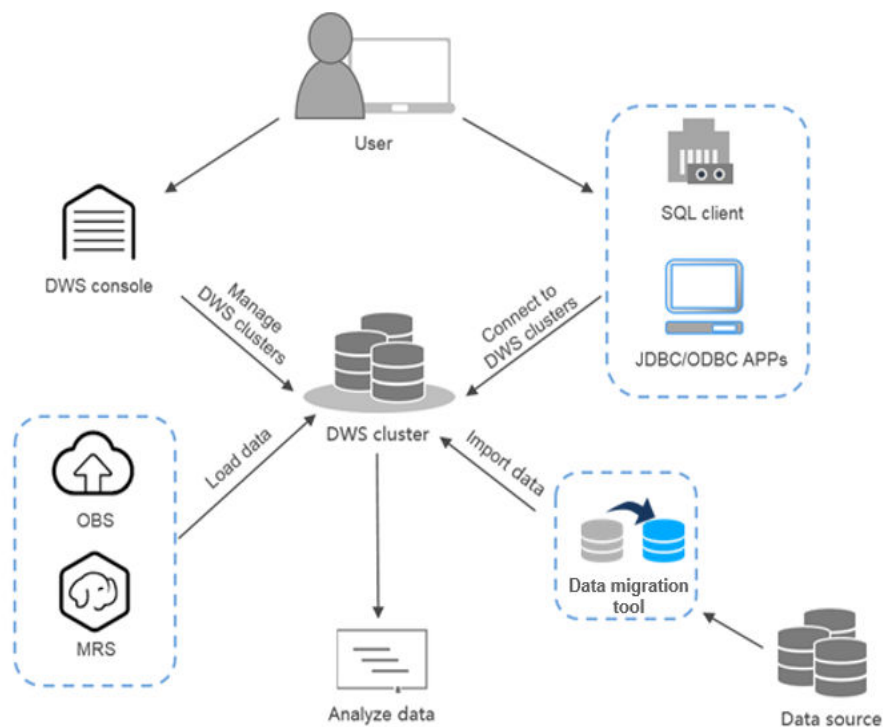 User
SQL client
DWS console
Manage
DWS clusters
Connect to
DWS clusters
JDBC/ODBC APPs
DWS cluster
Load data
Import data
OBS
MRS
Data migration
tool
Analyze data
Data source